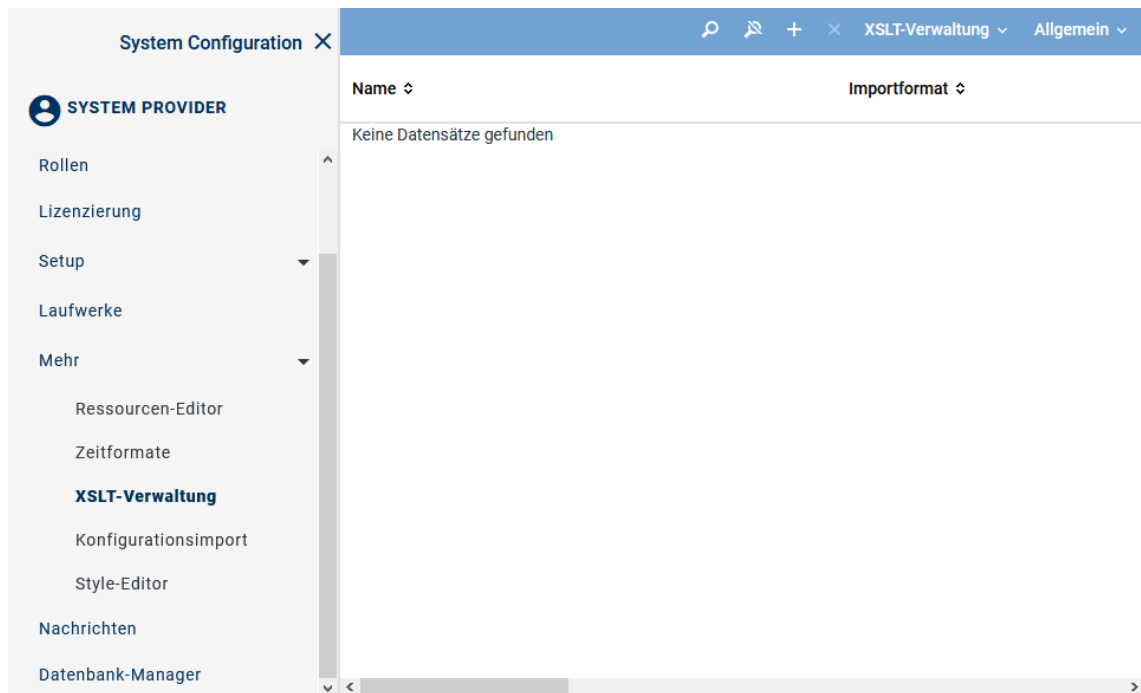 System Configuration
SYSTEM PROVIDER
Rollen
Lizenzierung
Setup
Laufwerke
Mehr
Ressourcen-Editor
Zeitformate
XSLT-Verwaltung
Konfigurationsimport
Style-Editor
Nachrichten
Datenbank-Manager
XSLT-Verwaltung Allgemein
Name Importformat
Keine Datensätze gefunden